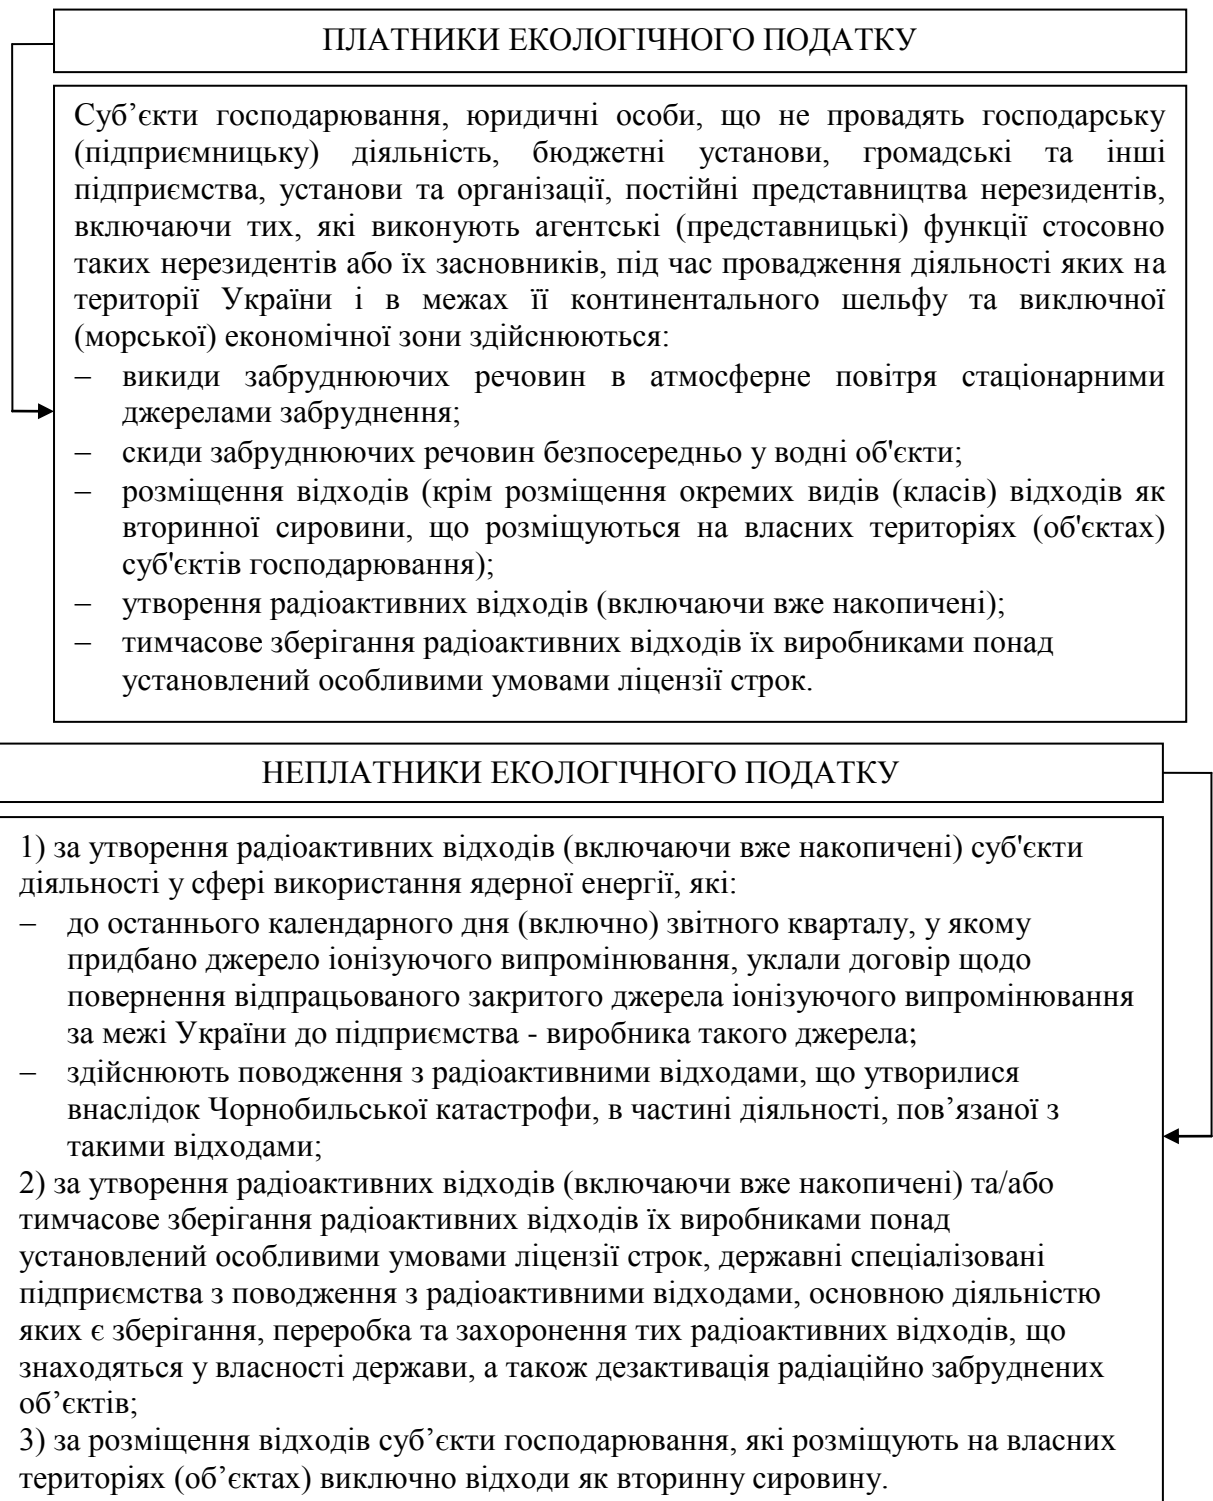 ПЛАТНИКИ ЕКОЛОГІЧНОГО ПОДАТКУ
Суб’єкти господарювання, юридичні особи, що не провадять господарську
(підприємницьку) діяльність, бюджетні установи, громадські та інші
підприємства, установи та організації, постійні представництва нерезидентів,
включаючи тих, які виконують агентські (представницькі) функції стосовно
таких нерезидентів або їх засновників, під час провадження діяльності яких на
території України і в межах її континентального шельфу та виключної
(морської) економічної зони здійснюються:
– викиди забруднюючих речовин в атмосферне повітря стаціонарними
джерелами забруднення;
– скиди забруднюючих речовин безпосередньо у водні об'єкти;
– розміщення відходів (крім розміщення окремих видів (класів) відходів як
вторинної сировини, що розміщуються на власних територіях (об'єктах)
суб'єктів господарювання);
– утворення радіоактивних відходів (включаючи вже накопичені);
– тимчасове зберігання радіоактивних відходів їх виробниками понад
установлений особливими умовами ліцензії строк.
НЕПЛАТНИКИ ЕКОЛОГІЧНОГО ПОДАТКУ
1) за утворення радіоактивних відходів (включаючи вже накопичені) суб'єкти
діяльності у сфері використання ядерної енергії, які:
– до останнього календарного дня (включно) звітного кварталу, у якому
придбано джерело іонізуючого випромінювання, уклали договір щодо
повернення відпрацьованого закритого джерела іонізуючого випромінювання
за межі України до підприємства - виробника такого джерела;
– здійснюють поводження з радіоактивними відходами, що утворилися
внаслідок Чорнобильської катастрофи, в частині діяльності, пов’язаної з
такими відходами;
2) за утворення радіоактивних відходів (включаючи вже накопичені) та/або
тимчасове зберігання радіоактивних відходів їх виробниками понад
установлений особливими умовами ліцензії строк, державні спеціалізовані
підприємства з поводження з радіоактивними відходами, основною діяльністю
яких є зберігання, переробка та захоронення тих радіоактивних відходів, що
знаходяться у власності держави, а також дезактивація радіаційно забруднених
об’єктів;
3) за розміщення відходів суб’єкти господарювання, які розміщують на власних
територіях (об’єктах) виключно відходи як вторинну сировину.